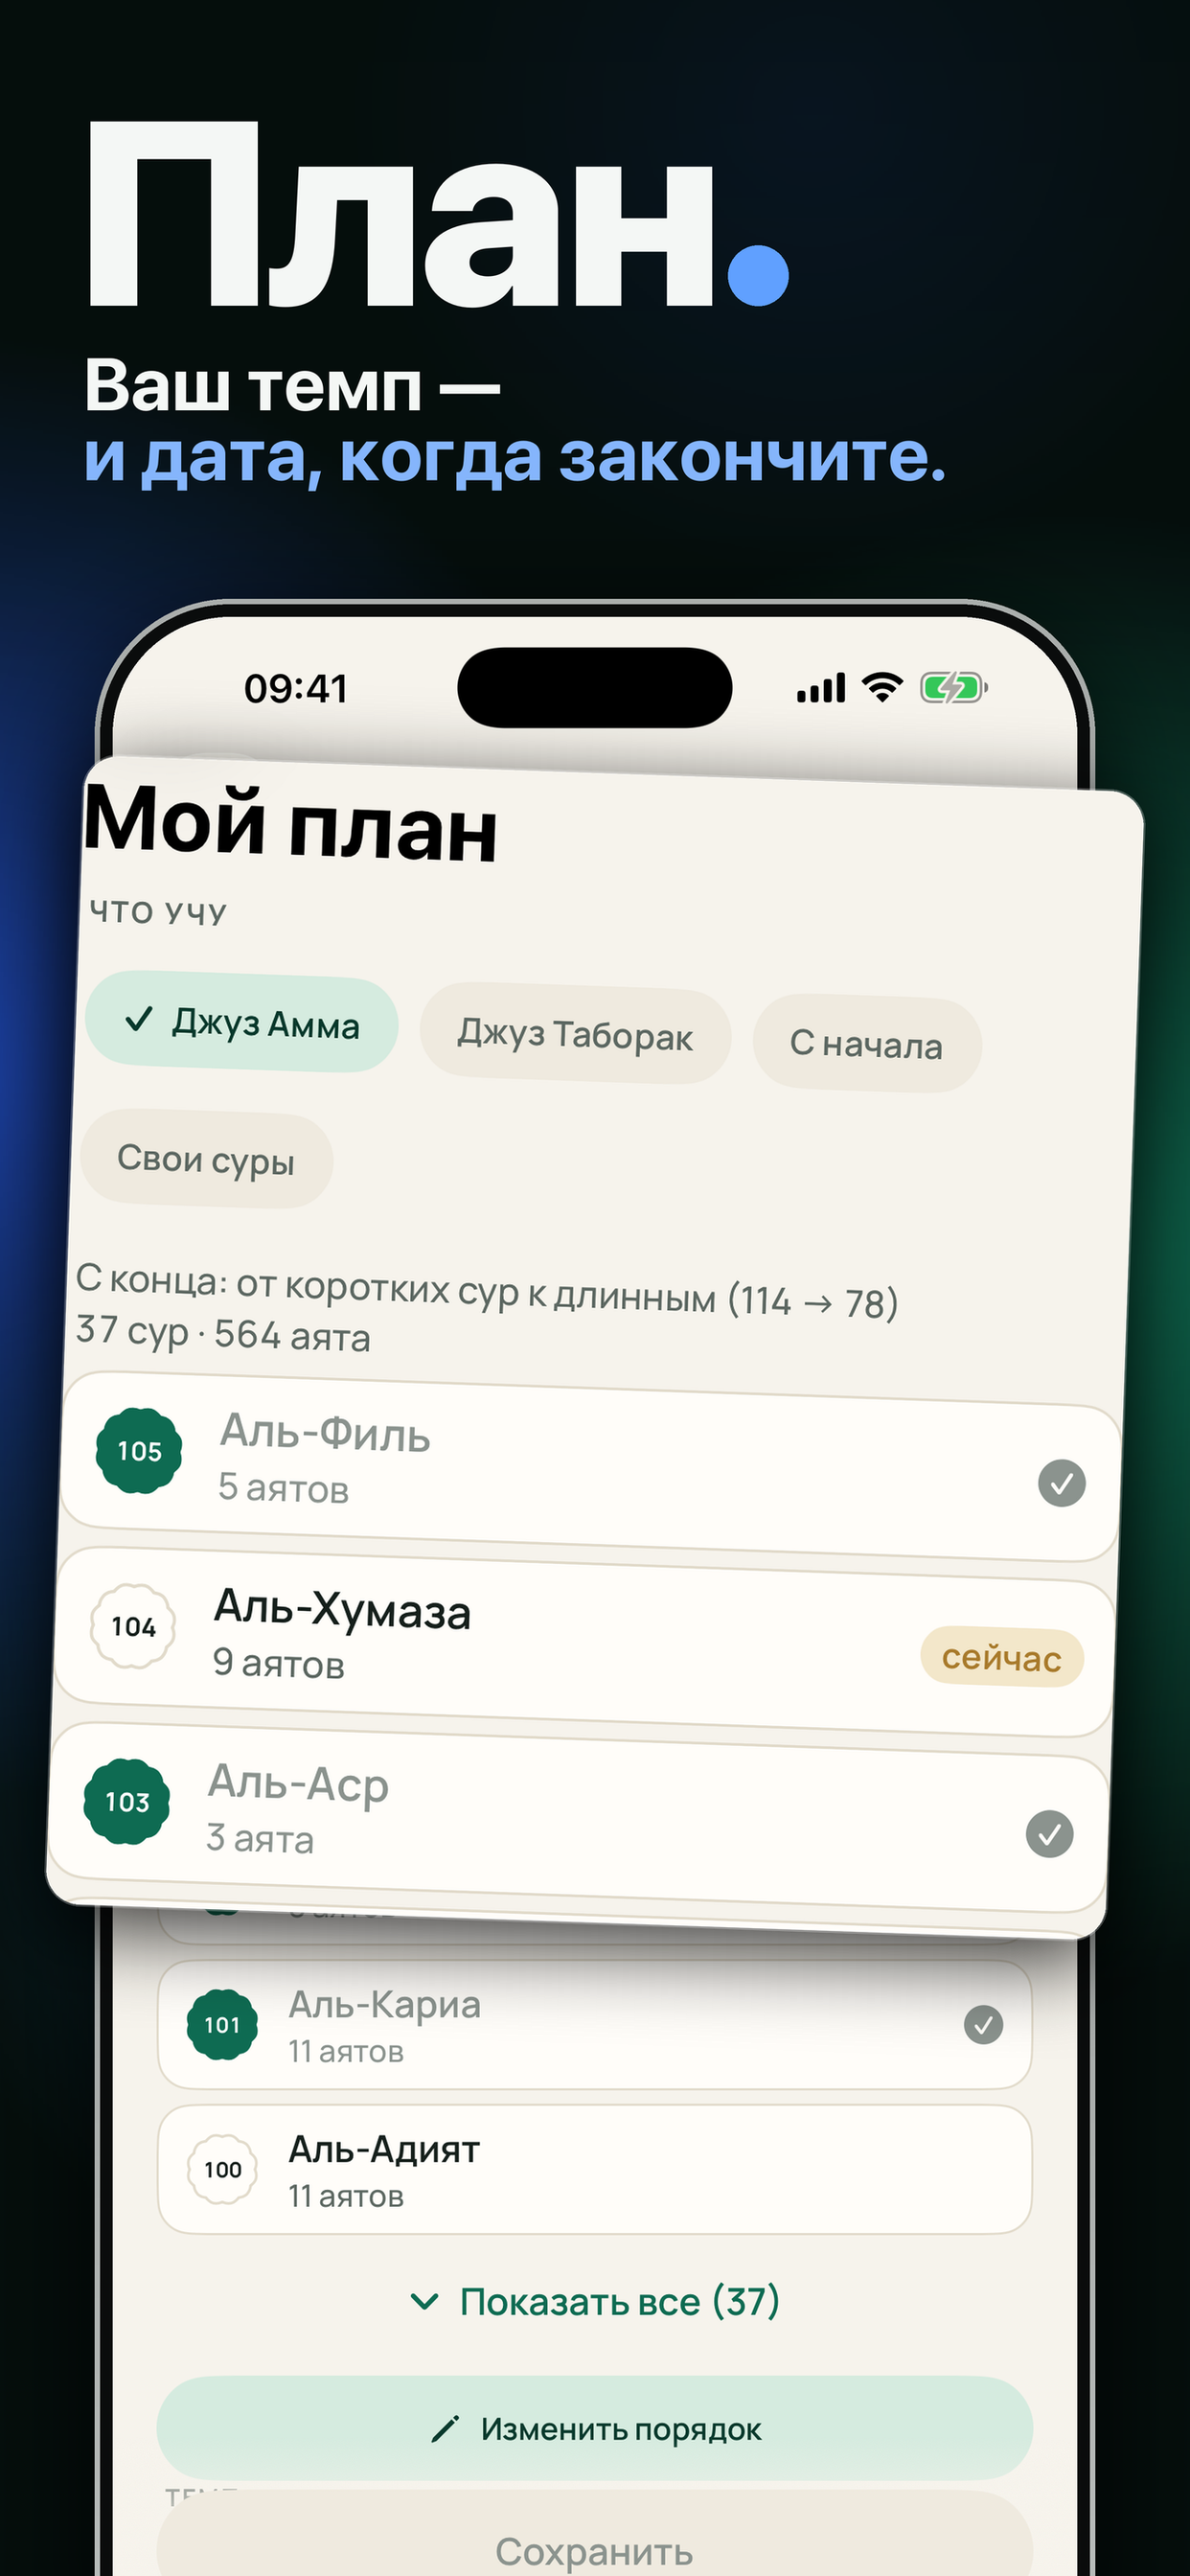 План.
Ваш темп —
и дата, когда закончите.
09:41
Мой план
ЧТО УЧУ
Джуз Амма
Джуз Таборак
С начала
Свои суры
С конца: от коротких сур к длинным (114 → 78)
37 сур · 564 аята
105
Аль-Филь
5 аятов
104
Аль-Хумаза
9 аятов
сейчас
103
Аль-Аср
3 аята
101
Аль-Кариа
11 аятов
100
Аль-Адият
11 аятов
Показать все (37)
Изменить порядок
Сохранить